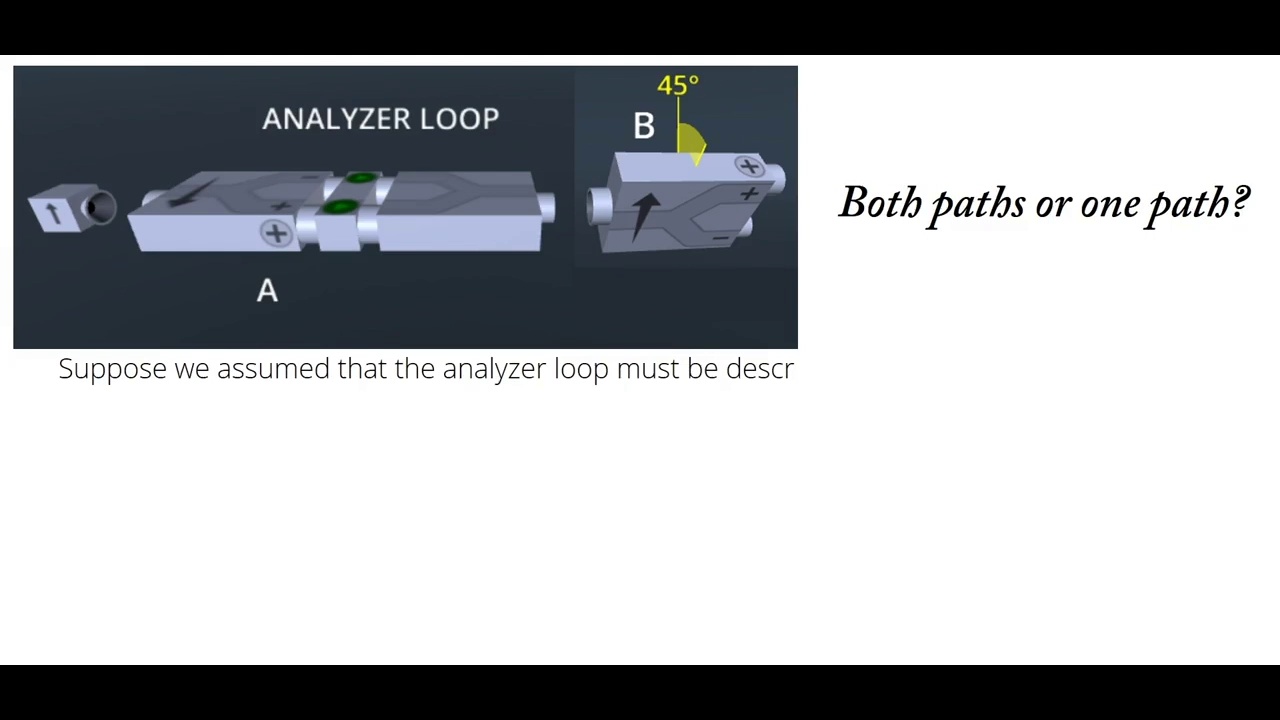 45°
ANALYZER LOOP
B
+
+
−
Both paths or one path?
−
+
+
−
A
Suppose we assumed that the analyzer loop must be descr